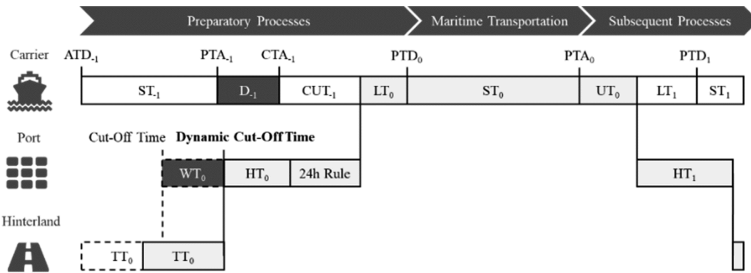 Preparatory Processes Maritime Transportation Subsequent Processes
Carrier ATD-1 PTA-1 CTA-1 PTD0 PTA0 PTD1
ST-1 D-1 CUT-1 LT0 ST0 UT0 LT1 ST1
Port Cut-Off Time Dynamic Cut-Off Time
WT0 HT0 24h Rule HT1
Hinterland
TT0 TT0